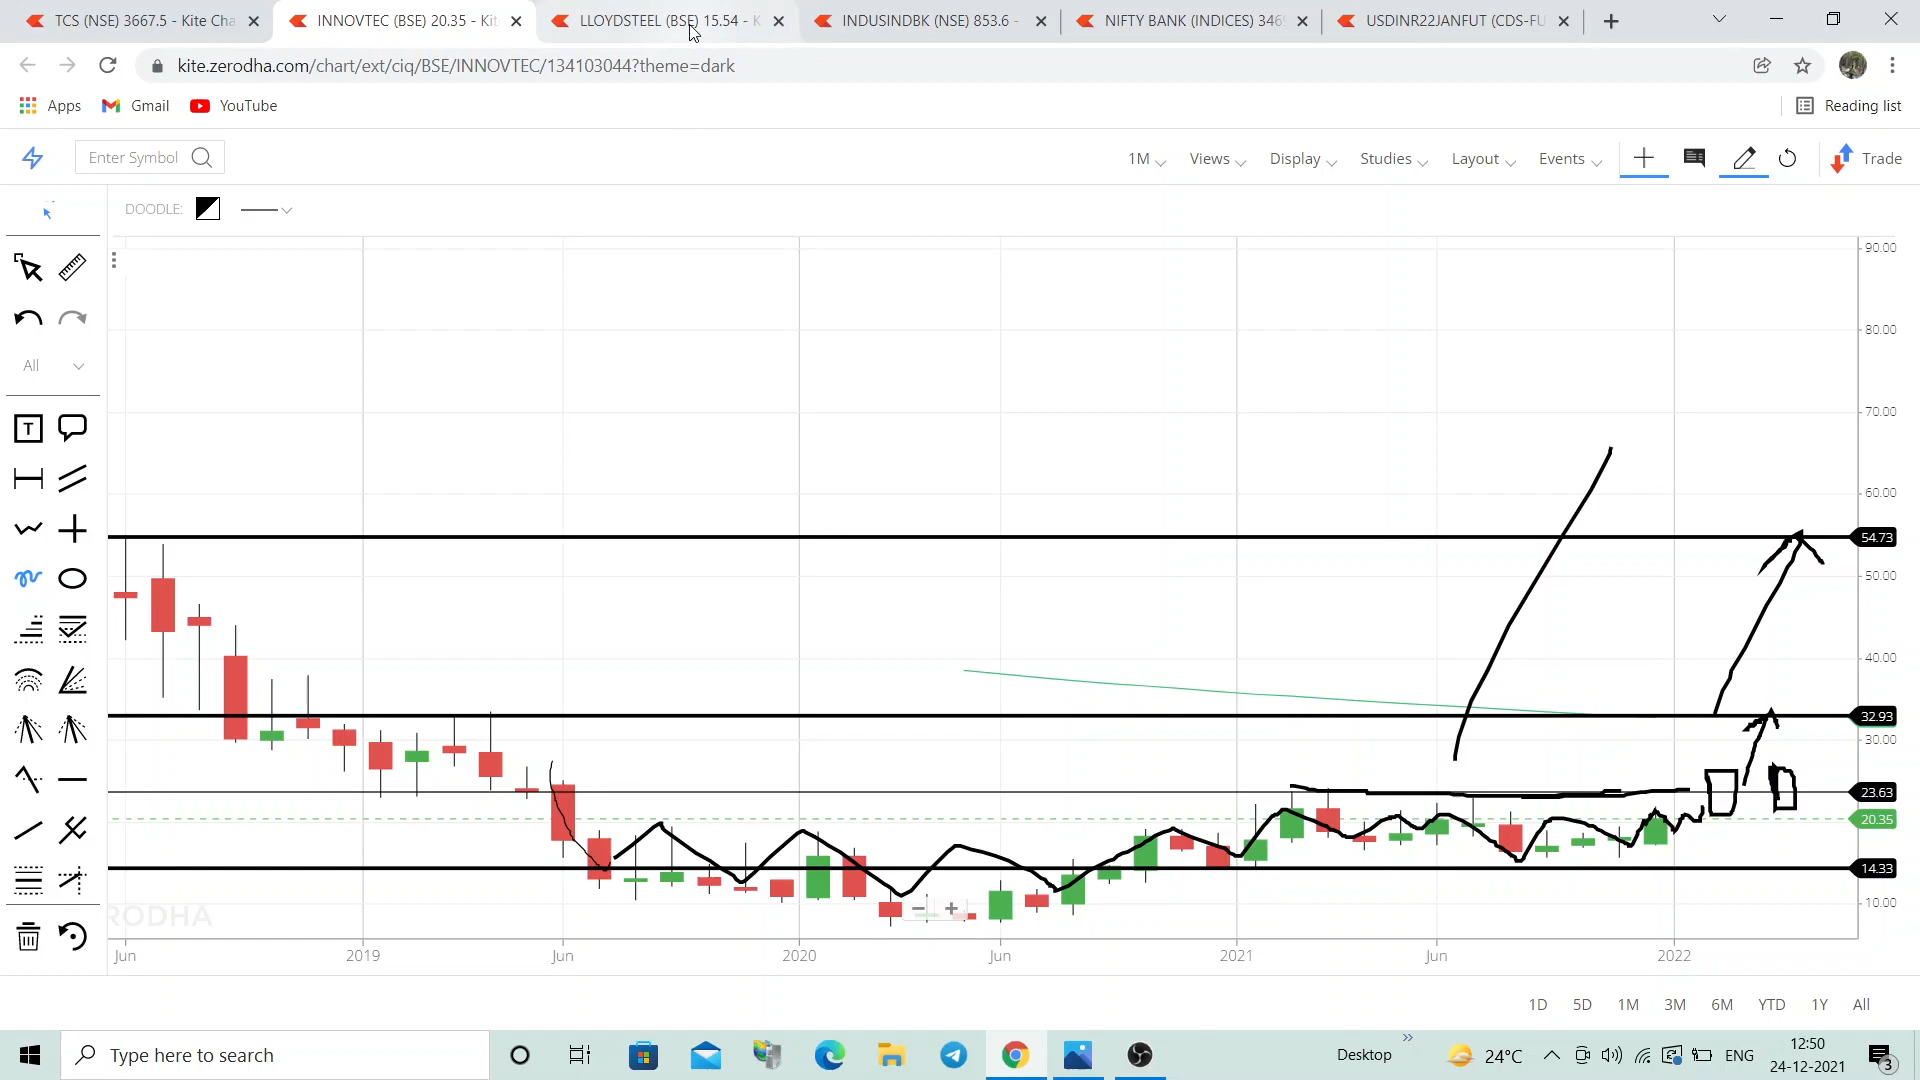 TCS (NSE) 3667.5 - Kite Cha
INNOVTEC (BSE) 20.35 - Kit
LLOYDSTEEL (BSE) 15.54 - K
INDUSINDBK (NSE) 853.6 -
NIFTY BANK (INDICES) 346
USDINR22JANFUT (CDS-FU
kite.zerodha.com/chart/ext/ciq/BSE/INNOVTEC/134103044?theme=dark
Apps
Gmail
YouTube
Reading list
Enter Symbol
1M
Views
Display
Studies
Layout
Events
Trade
DOODLE:
All
T
90.00
80.00
70.00
60.00
54.73
50.00
40.00
32.93
30.00
23.63
20.35
14.33
10.00
RODHA
Jun
2019
Jun
2020
Jun
2021
Jun
2022
1D
5D
1M
3M
6M
YTD
1Y
All
Type here to search
Desktop
24°C
ENG
12:50
24-12-2021
3